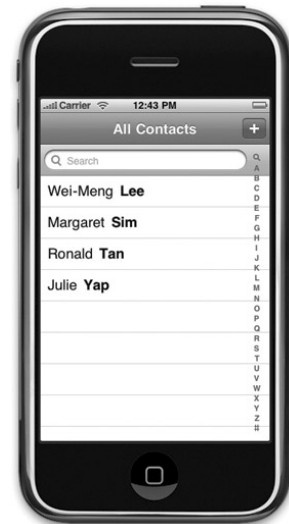 Carrier 12:43 PM
All Contacts +
Search
Wei-Meng Lee
Margaret Sim
Ronald Tan
Julie Yap
A
B
C
D
E
F
G
H
I
J
K
L
M
N
O
P
Q
R
S
T
U
V
W
X
Y
Z
#